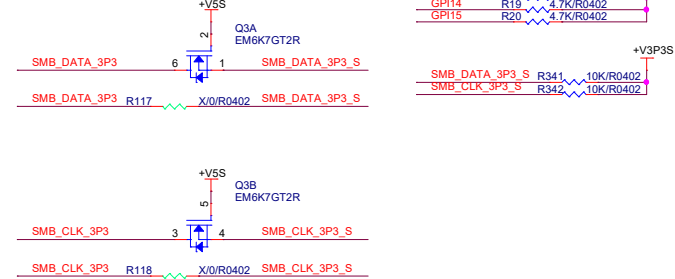 +V5S
Q3A
EM6K7GT2R
2
SMB_DATA_3P3 6 1 SMB_DATA_3P3_S
SMB_DATA_3P3 R117 X/0/R0402 SMB_DATA_3P3_S
GPI14 R19 4.7K/R0402
GPI15 R20 4.7K/R0402
+V3P3S
SMB_DATA_3P3_S R341 10K/R0402
SMB_CLK_3P3_S R342 10K/R0402
+V5S
Q3B
EM6K7GT2R
5
SMB_CLK_3P3 3 4 SMB_CLK_3P3_S
SMB_CLK_3P3 R118 X/0/R0402 SMB_CLK_3P3_S